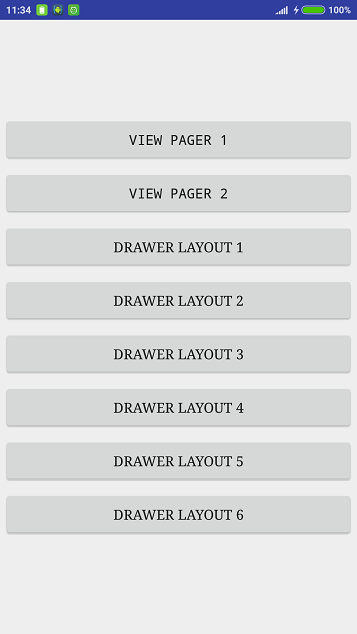 11:34 100%
VIEW PAGER 1
VIEW PAGER 2
DRAWER LAYOUT 1
DRAWER LAYOUT 2
DRAWER LAYOUT 3
DRAWER LAYOUT 4
DRAWER LAYOUT 5
DRAWER LAYOUT 6